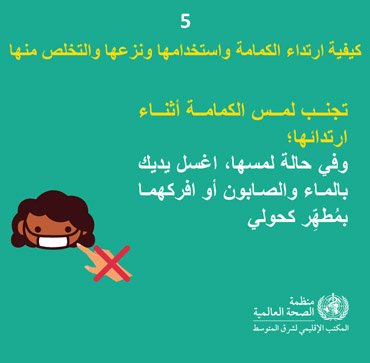 5
كيفية ارتداء الكمامة واستخدامها ونزعها والتخلص منها
تجنب لمس الكمامة أثناء
ارتدائها؛
وفي حالة لمسها، اغسل يديك
بالماء والصابون أو افركهما
بمُطهِّر كحولي
منظمة
الصحة العالمية
المكتب الإقليمي لشرق المتوسط